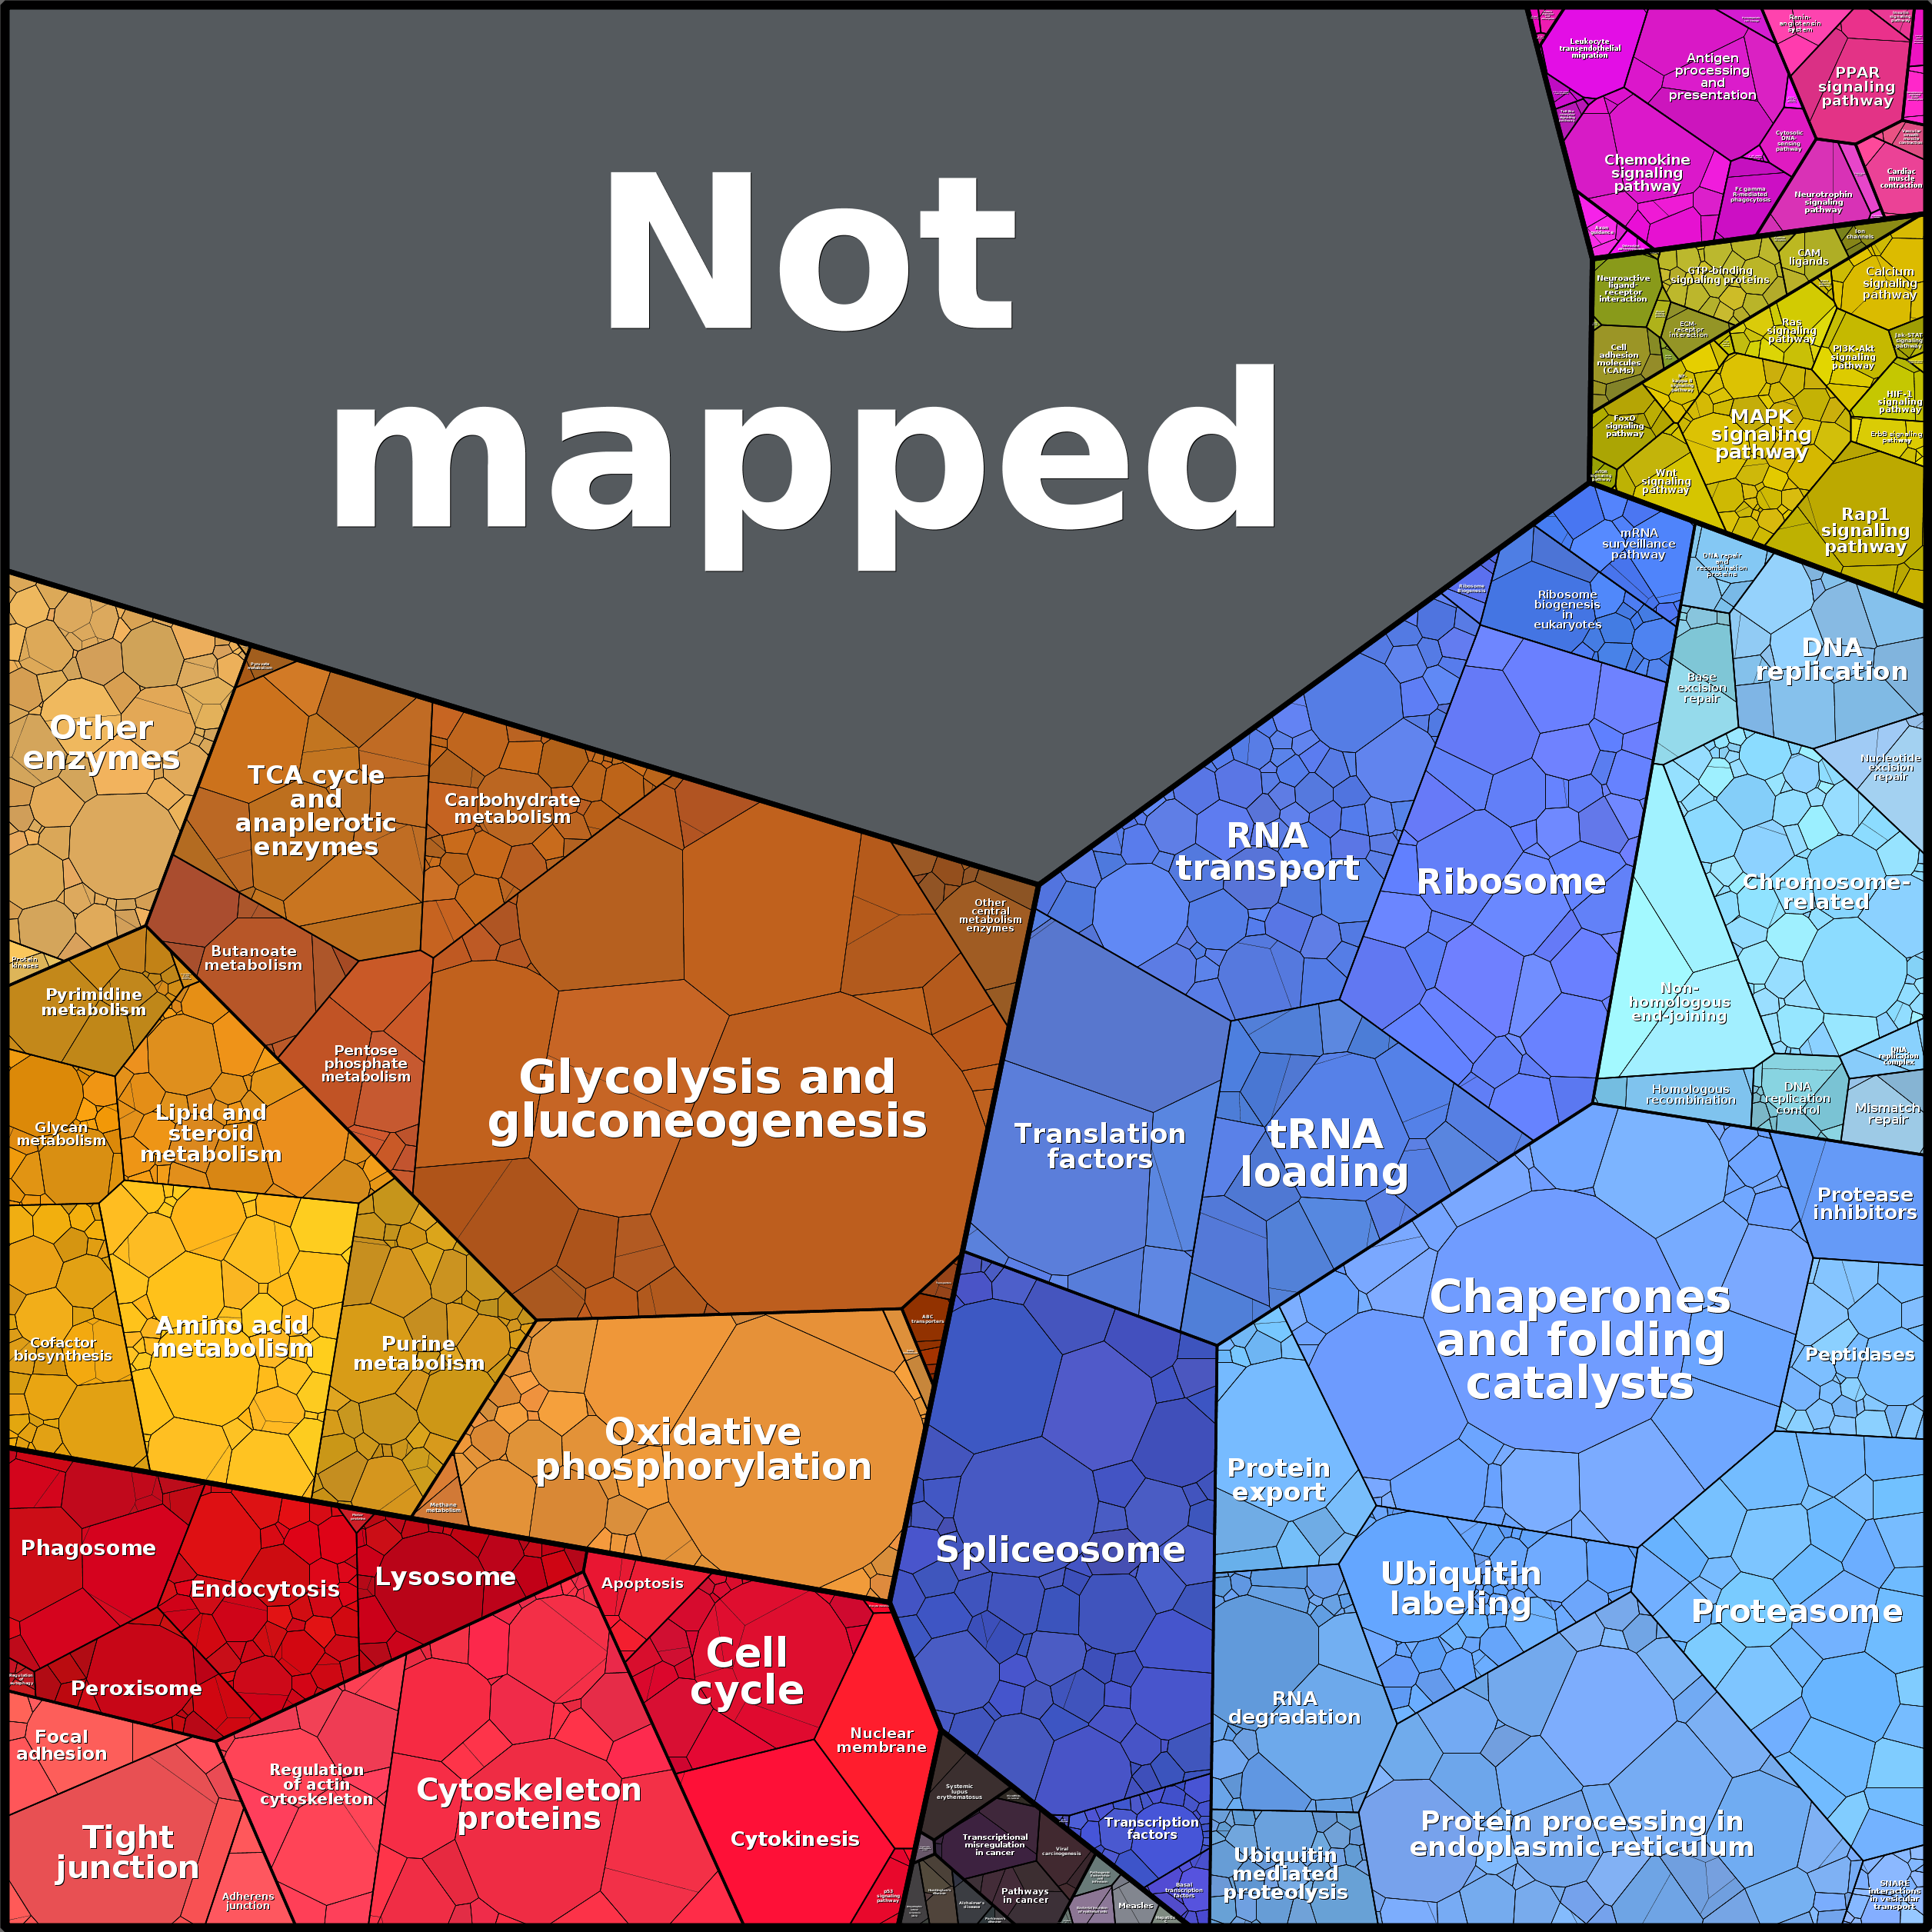 Not
mapped
Leukocyte
transendothelial
migration
Antigen
processing
and
presentation
Renin-
angiotensin
system
PPAR
signaling
pathway
Chemokine
signaling
pathway
Cytosolic
DNA-
sensing
pathway
Fc gamma
R-mediated
phagocytosis
Neurotrophin
signaling
pathway
Cardiac
muscle
contraction
Axon
guidance
Neuroactive
ligand-
receptor
interaction
GTP-binding
signaling proteins
CAM
ligands
Ion
channels
Calcium
signaling
pathway
ECM-
receptor
interaction
Cell
adhesion
molecules
(CAMs)
Ras
signaling
pathway
PI3K-Akt
signaling
pathway
Jak-STAT
signaling
pathway
HIF-1
signaling
pathway
ErbB signaling
pathway
FoxO
signaling
pathway
MAPK
signaling
pathway
Wnt
signaling
pathway
Rap1
signaling
pathway
mRNA
surveillance
pathway
Ribosome
biogenesis
in
eukaryotes
Ribosome
Biogenesis
DNA repair
and
recombination
proteins
DNA
replication
Base
excision
repair
Nucleotide
excision
repair
Chromosome-
related
Non-
homologous
end-joining
Homologous
recombination
DNA
replication
control
DNA
replication
complex
Mismatch
repair
RNA
transport
Ribosome
Translation
factors
tRNA
loading
Other
enzymes
Protein
kinases
Pyruvate
metabolism
TCA cycle
and
anaplerotic
enzymes
Carbohydrate
metabolism
Other
central
metabolism
enzymes
Butanoate
metabolism
Pentose
phosphate
metabolism
Glycolysis and
gluconeogenesis
Pyrimidine
metabolism
Glycan
metabolism
Lipid and
steroid
metabolism
Cofactor
biosynthesis
Amino acid
metabolism
Purine
metabolism
Oxidative
phosphorylation
Methane
metabolism
ABC
transporters
Protease
inhibitors
Chaperones
and folding
catalysts
Peptidases
Protein
export
Spliceosome
Ubiquitin
labeling
Proteasome
RNA
degradation
Protein processing in
endoplasmic reticulum
Ubiquitin
mediated
proteolysis
SNARE
interactions
in vesicular
transport
Phagosome
Endocytosis
Lysosome
Peroxisome
Regulation
of
autophagy
Apoptosis
Cell
cycle
Nuclear
membrane
Focal
adhesion
Tight
junction
Adherens
junction
Regulation
of actin
cytoskeleton
Cytoskeleton
proteins
Cytokinesis
p53
signaling
pathway
Systemic
lupus
erythematosus
Transcriptional
misregulation
in cancer
Viral
carcinogenesis
Pathways
in cancer
Alzheimer's
disease
Measles
Transcription
factors
Basal
transcription
factors